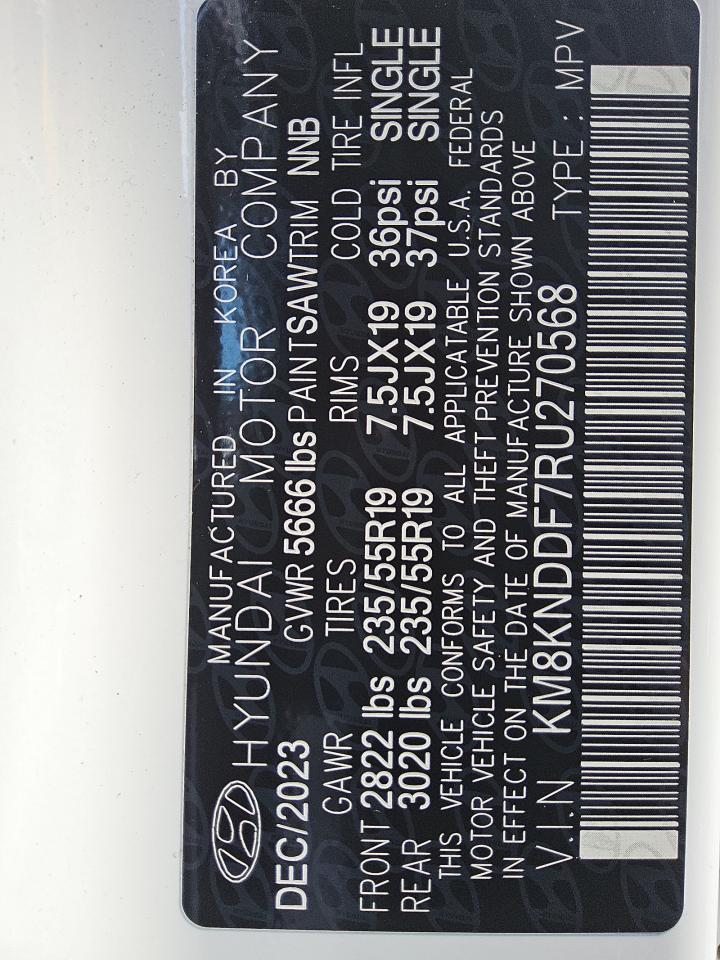 MANUFACTURED IN KOREA BY
HYUNDAI MOTOR COMPANY
DEC/2023 GVWR 5666 lbs PAINT SAW TRIM NNB
GAWR TIRES RIMS COLD TIRE INFL
FRONT 2822 lbs 235/55R19 7.5JX19 36psi SINGLE
REAR 3020 lbs 235/55R19 7.5JX19 37psi SINGLE
THIS VEHICLE CONFORMS TO ALL APPLICATABLE U.S.A. FEDERAL
MOTOR VEHICLE SAFETY AND THEFT PREVENTION STANDARDS
IN EFFECT ON THE DATE OF MANUFACTURE SHOWN ABOVE
V.I.N KM8KNDDF7RU270568 TYPE : MPV